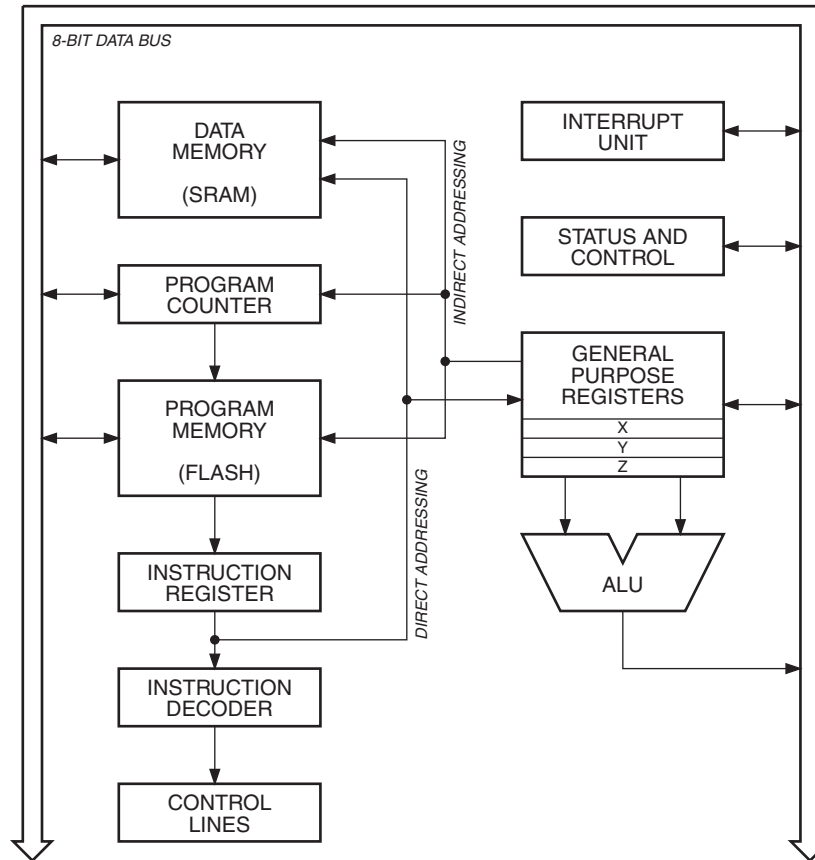 8-BIT DATA BUS
DATA
MEMORY
(SRAM)
INTERRUPT
UNIT
INDIRECT ADDRESSING
STATUS AND
CONTROL
PROGRAM
COUNTER
GENERAL
PURPOSE
REGISTERS
X
Y
Z
PROGRAM
MEMORY
(FLASH)
DIRECT ADDRESSING
INSTRUCTION
REGISTER
ALU
INSTRUCTION
DECODER
CONTROL
LINES